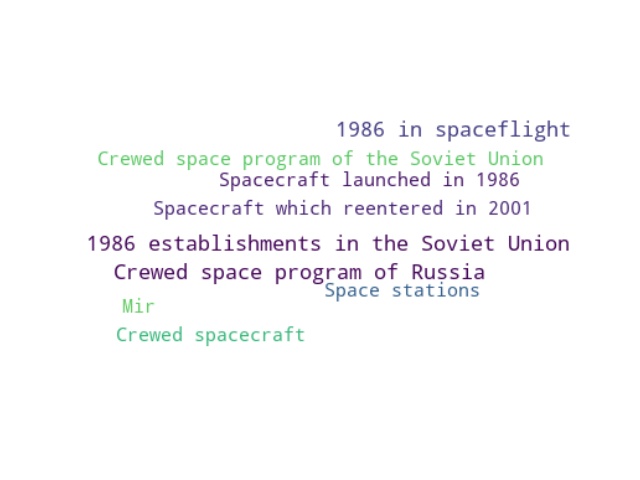 1986 in spaceflight
Crewed space program of the Soviet Union
Spacecraft launched in 1986
Spacecraft which reentered in 2001
1986 establishments in the Soviet Union
Crewed space program of Russia
Space stations
Mir
Crewed spacecraft